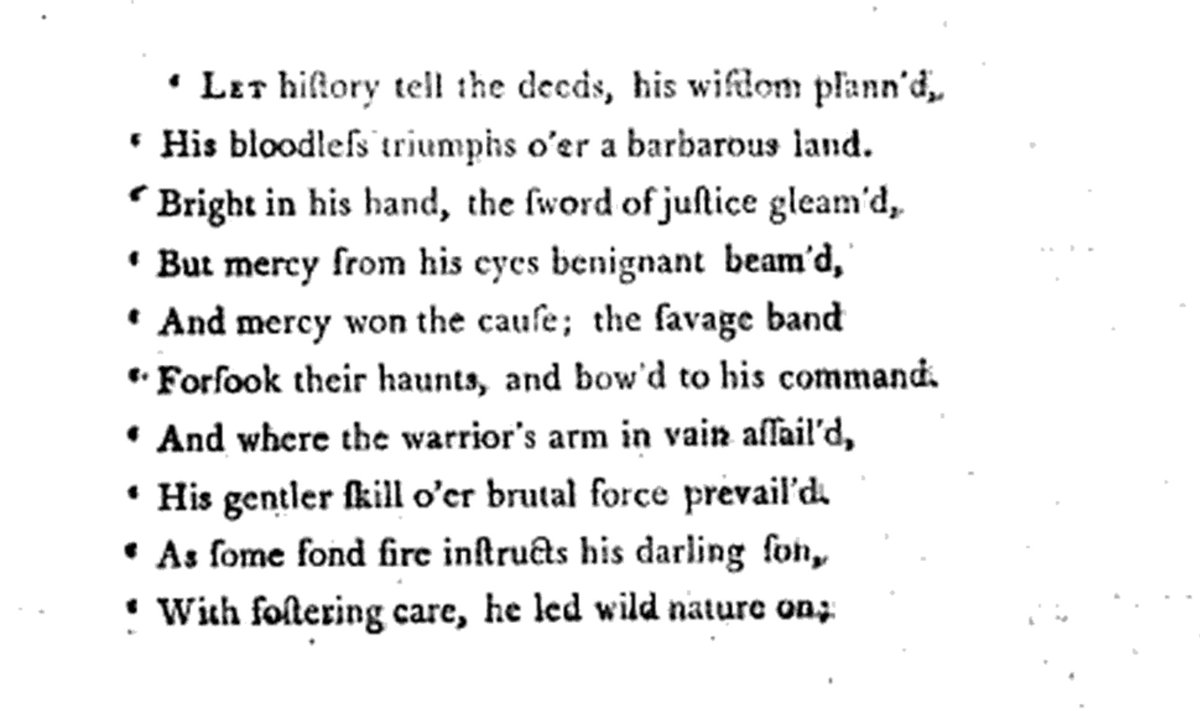 ‘ LET hiſtory tell the deeds, his wiſdom plann'd,
‘ His bloodleſs triumphs o'er a barbarous land.
‘ Bright in his hand, the ſword of juſtice gleam'd,
‘ But mercy from his eyes benignant beam'd,
‘ And mercy won the cauſe; the ſavage band
‘ Forſook their haunts, and bow'd to his command.
‘ And where the warrior's arm in vain aſſail'd,
‘ His gentler ſkill o'er brutal force prevail'd.
‘ As ſome fond ſire inſtructs his darling ſon,
‘ With foſtering care, he led wild nature on;